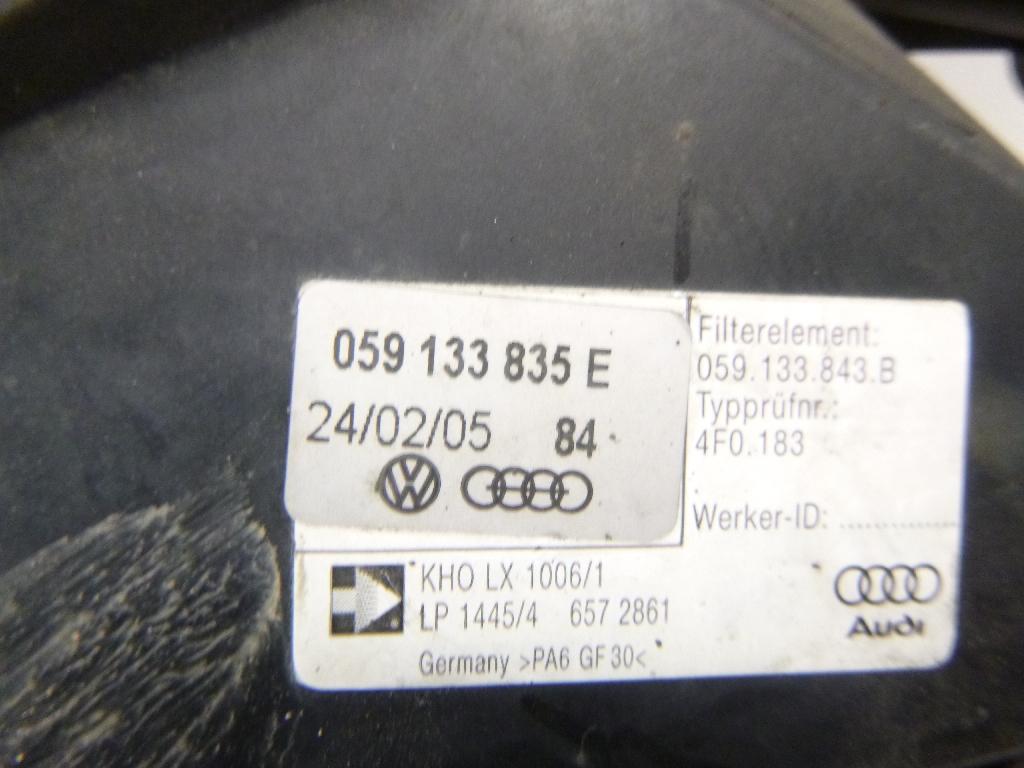 059 133 835 E
24/02/05 84
Filterelement:
059.133.843.B
Typprüfnr.:
4F0.183
Werker-ID: ....................
KHO LX 1006/1
LP 1445/4 657 2861
Germany >PA6 GF 30<
Audi